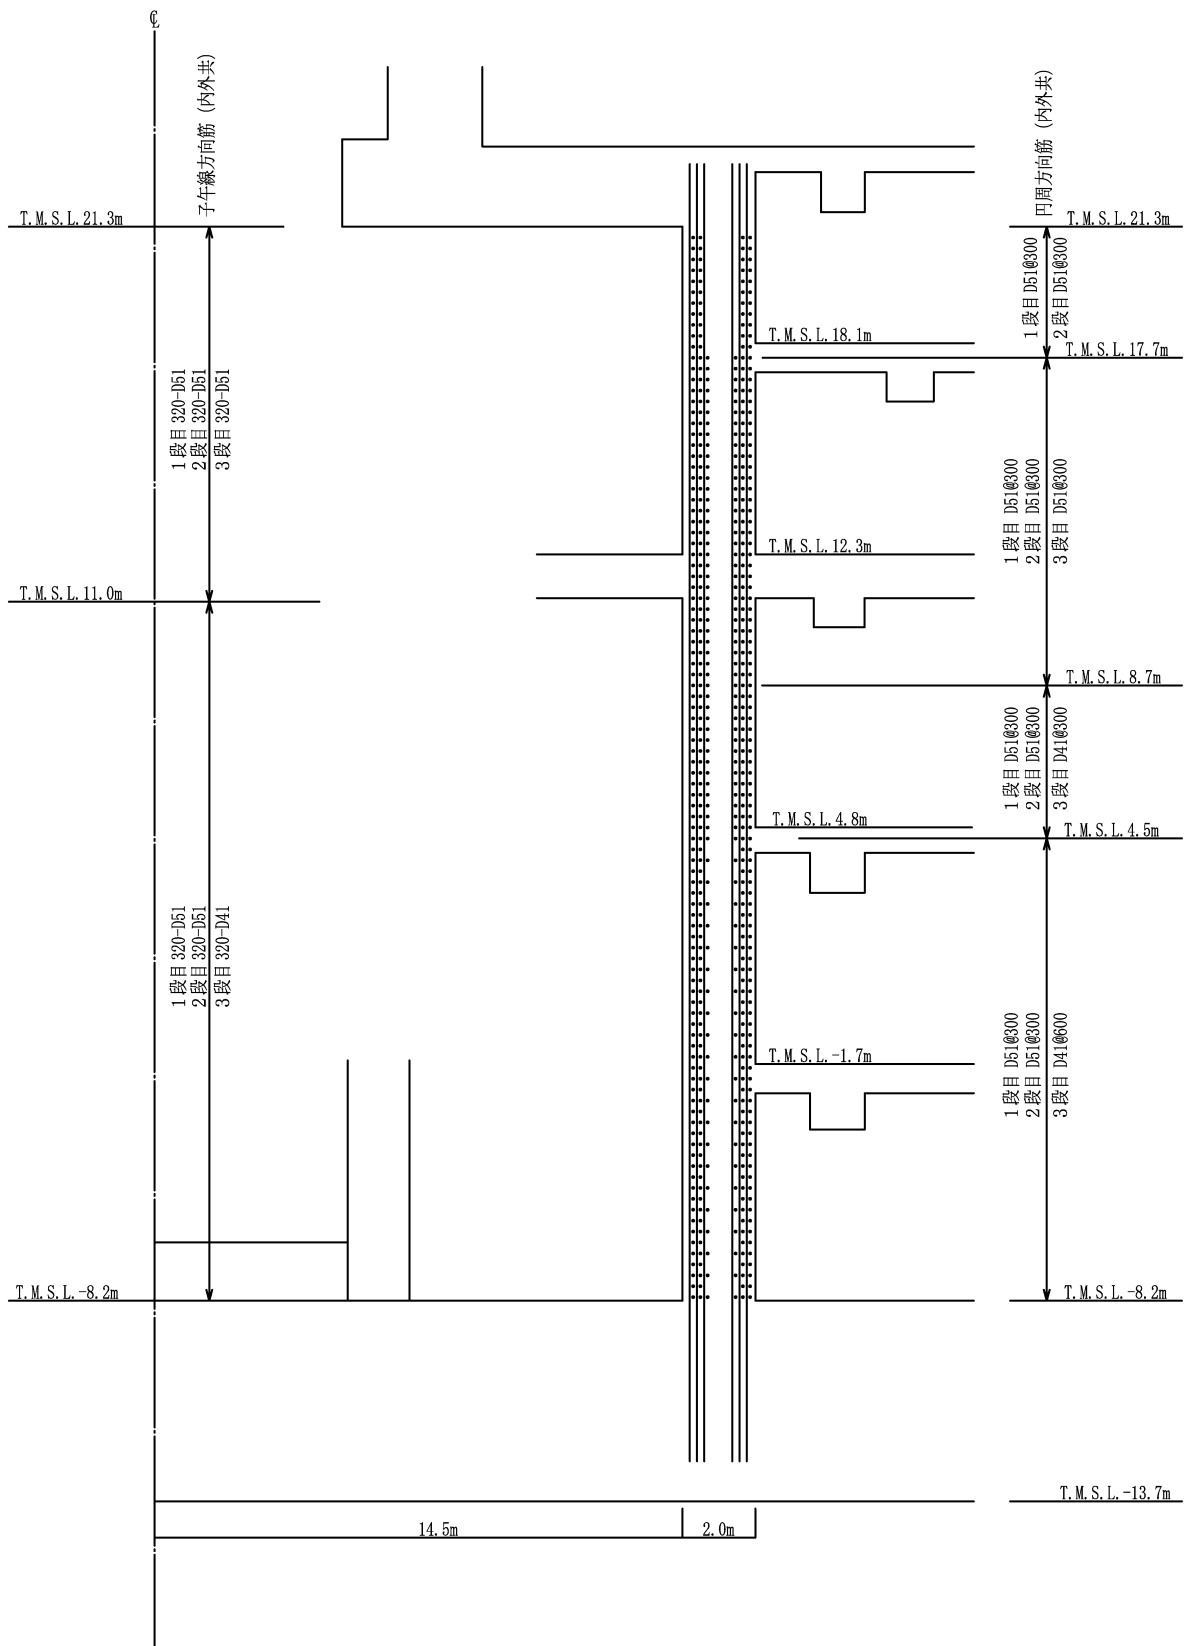 ℄
子午線方向筋 (内外共)
円周方向筋 (内外共)
T.M.S.L.21.3m
T.M.S.L.21.3m
1段目 D51@300
2段目 D51@300
T.M.S.L.18.1m
T.M.S.L.17.7m
1段目 320-D51
2段目 320-D51
3段目 320-D51
1段目 D51@300
2段目 D51@300
3段目 D51@300
T.M.S.L.12.3m
T.M.S.L.11.0m
T.M.S.L.8.7m
1段目 D51@300
2段目 D51@300
3段目 D41@300
T.M.S.L.4.8m
T.M.S.L.4.5m
1段目 320-D51
2段目 320-D51
3段目 320-D41
1段目 D51@300
2段目 D51@300
3段目 D41@600
T.M.S.L.-1.7m
T.M.S.L.-8.2m
T.M.S.L.-8.2m
T.M.S.L.-13.7m
14.5m
2.0m